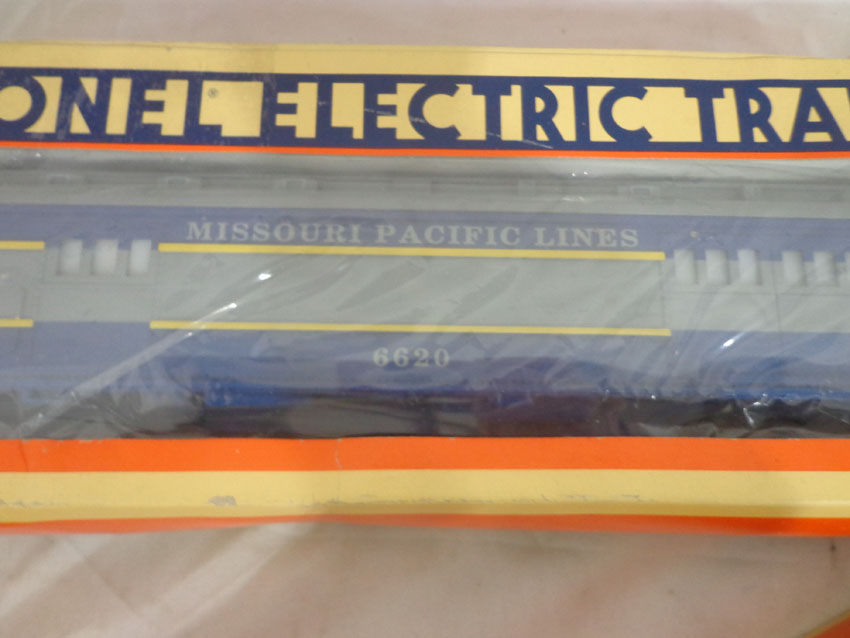 ONEL® ELECTRIC TRA
MISSOURI PACIFIC LINES
6620